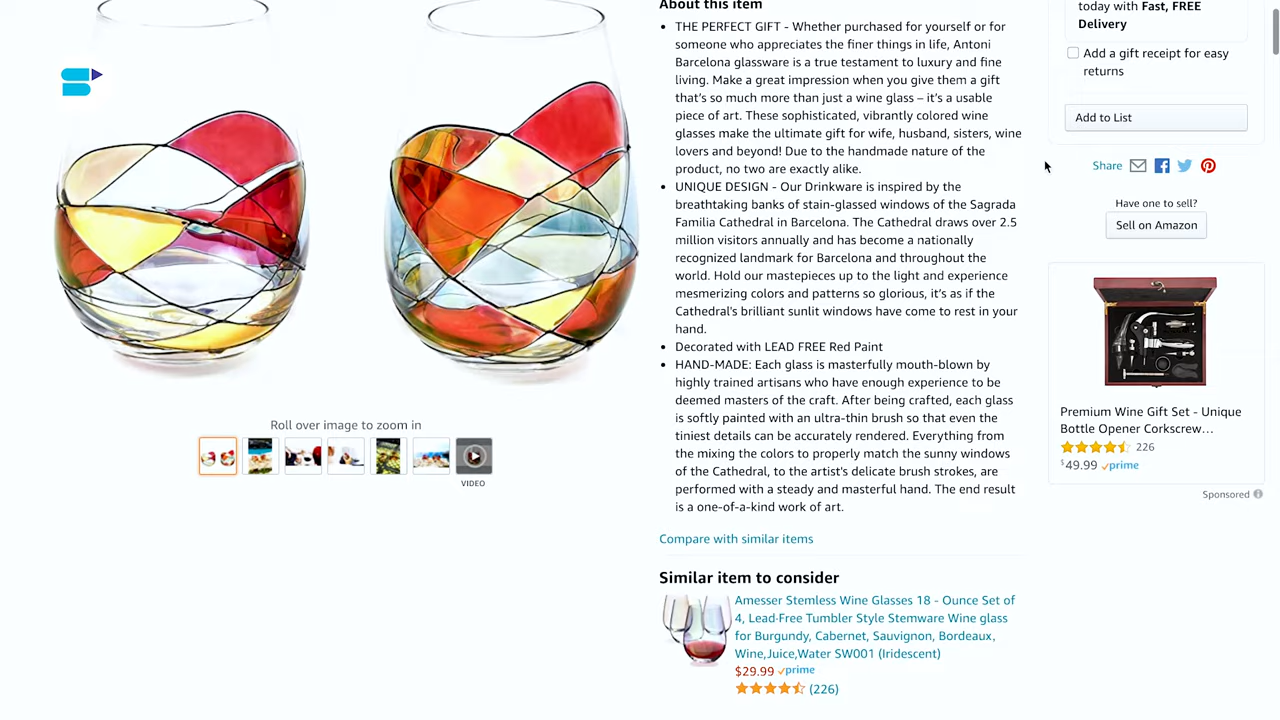 About this item
THE PERFECT GIFT - Whether purchased for yourself or for
someone who appreciates the finer things in life, Antoni
Barcelona glassware is a true testament to luxury and fine
living. Make a great impression when you give them a gift
that's so much more than just a wine glass – it's a usable
piece of art. These sophisticated, vibrantly colored wine
glasses make the ultimate gift for wife, husband, sisters, wine
lovers and beyond! Due to the handmade nature of the
product, no two are exactly alike.
UNIQUE DESIGN - Our Drinkware is inspired by the
breathtaking banks of stain-glassed windows of the Sagrada
Familia Cathedral in Barcelona. The Cathedral draws over 2.5
million visitors annually and has become a nationally
recognized landmark for Barcelona and throughout the
world. Hold our mastepieces up to the light and experience
mesmerizing colors and patterns so glorious, it's as if the
Cathedral's brilliant sunlit windows have come to rest in your
hand.
Decorated with LEAD FREE Red Paint
HAND-MADE: Each glass is masterfully mouth-blown by
highly trained artisans who have enough experience to be
deemed masters of the craft. After being crafted, each glass
is softly painted with an ultra-thin brush so that even the
tiniest details can be accurately rendered. Everything from
the mixing the colors to properly match the sunny windows
of the Cathedral, to the artist's delicate brush strokes, are
performed with a steady and masterful hand. The end result
is a one-of-a-kind work of art.
Compare with similar items
Similar item to consider
Amesser Stemless Wine Glasses 18 - Ounce Set of
4, Lead-Free Tumbler Style Stemware Wine glass
for Burgundy, Cabernet, Sauvignon, Bordeaux,
Wine,Juice,Water SW001 (Iridescent)
$29.99 prime
(226)
Roll over image to zoom in
VIDEO
today with Fast, FREE
Delivery
Add a gift receipt for easy
returns
Add to List
Share
Have one to sell?
Sell on Amazon
Premium Wine Gift Set - Unique
Bottle Opener Corkscrew…
226
$49.99 prime
Sponsored